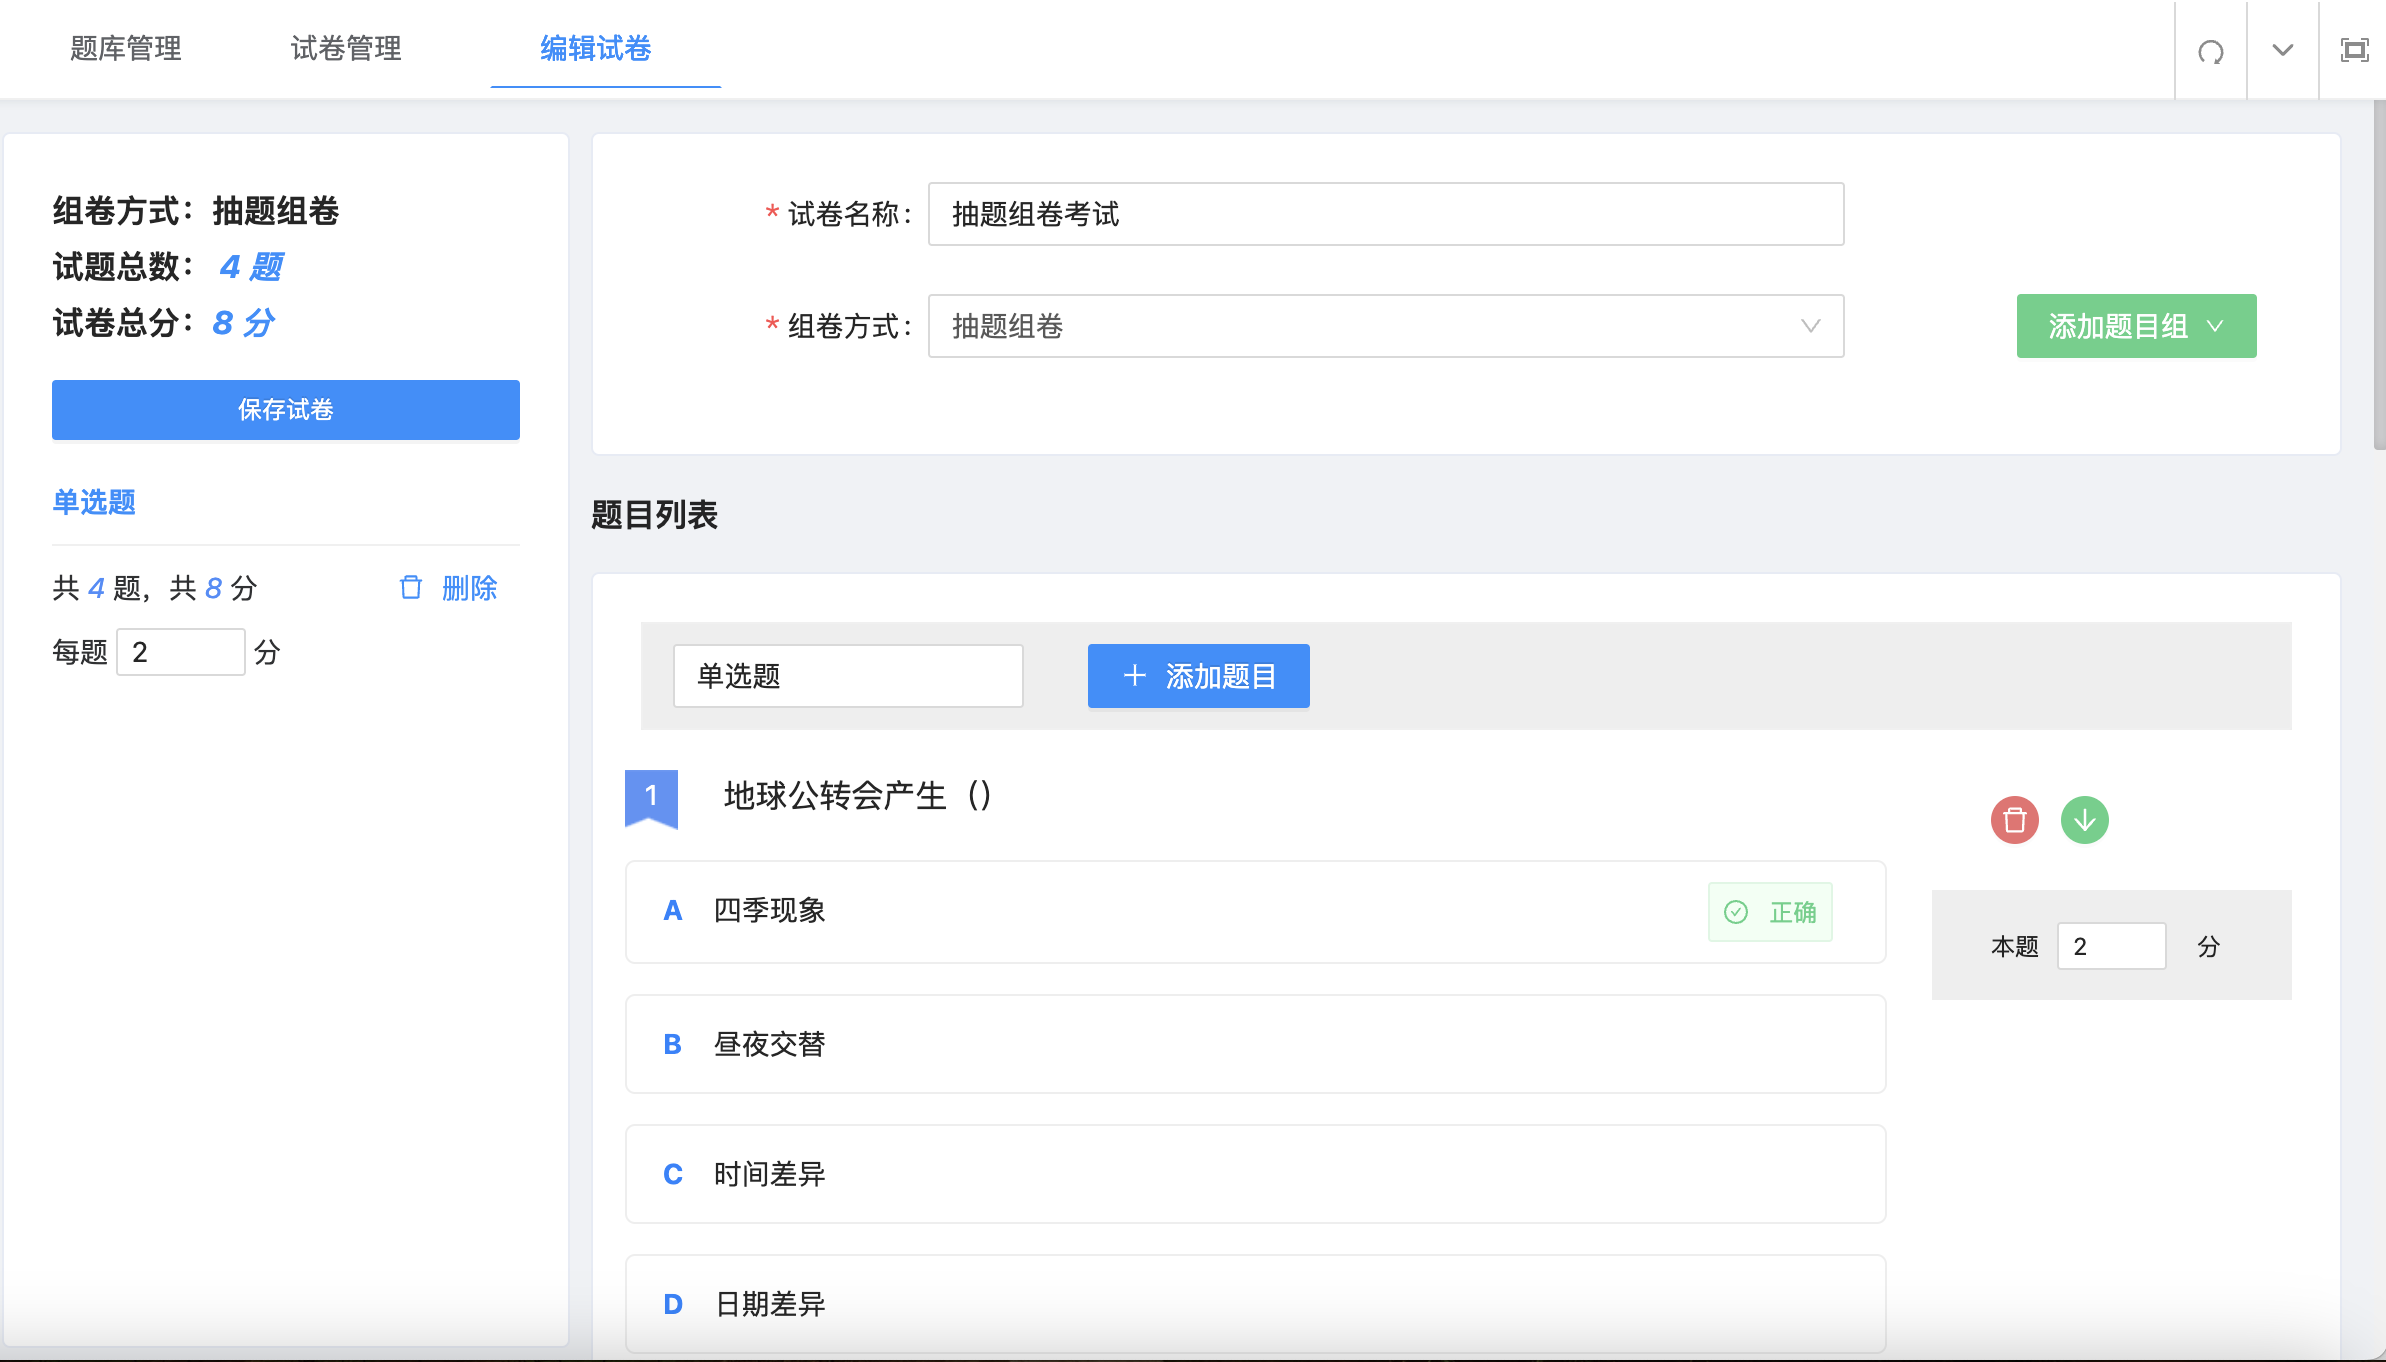 题库管理 试卷管理 编辑试卷
组卷方式：抽题组卷
试题总数： 4 题
试卷总分：8 分
保存试卷
单选题
共 4 题，共 8 分 删除
每题 2 分
* 试卷名称： 抽题组卷考试
* 组卷方式： 抽题组卷 添加题目组
题目列表
单选题 + 添加题目
1 地球公转会产生（）
A 四季现象 正确
B 昼夜交替
C 时间差异
D 日期差异
本题 2 分